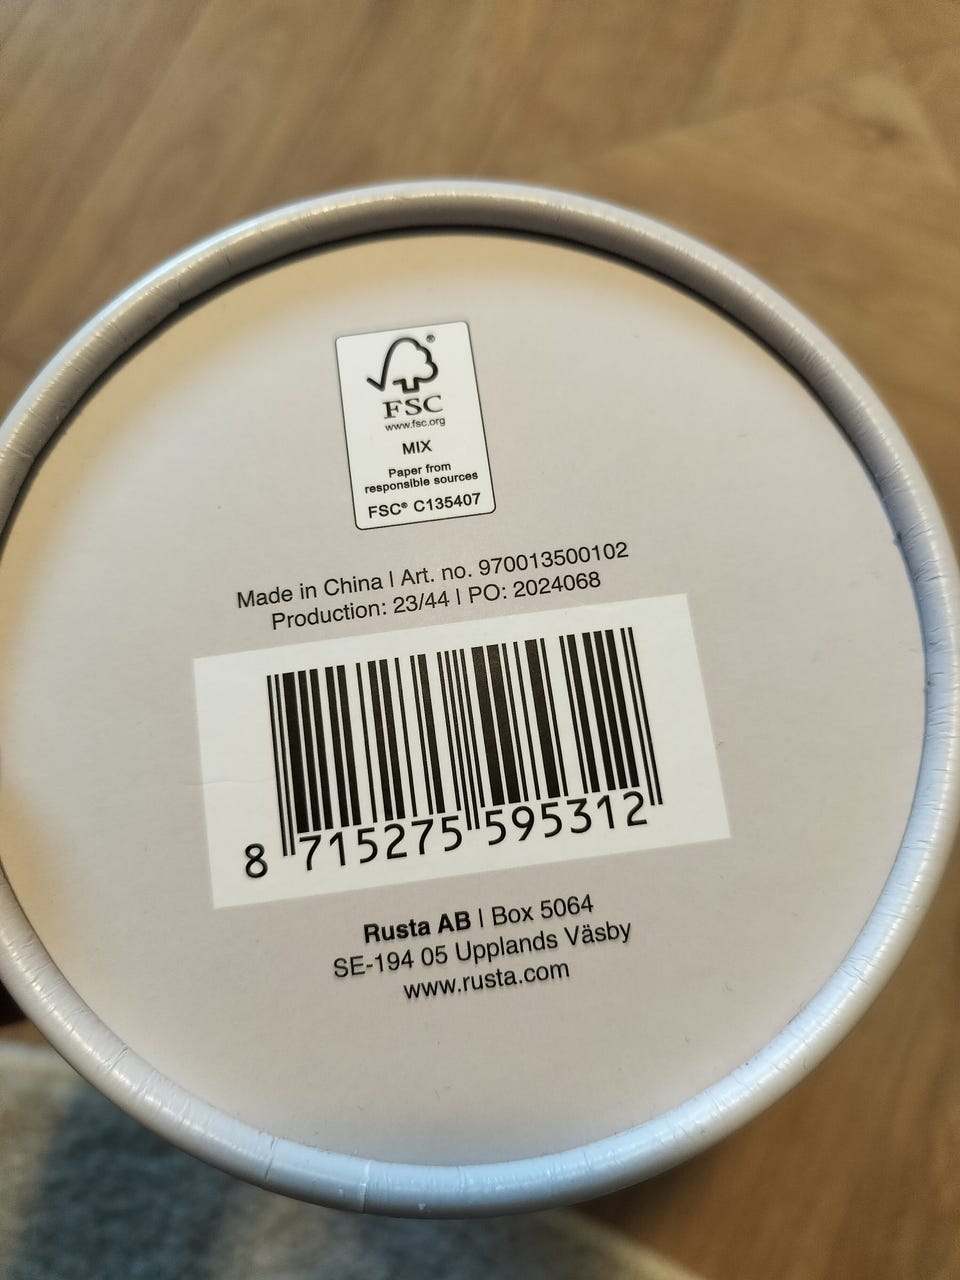 ®
FSC
www.fsc.org
MIX
Paper from
responsible sources
FSC® C135407
Made in China | Art. no. 970013500102
Production: 23/44 | PO: 2024068
8 715275 595312
Rusta AB | Box 5064
SE-194 05 Upplands Väsby
www.rusta.com